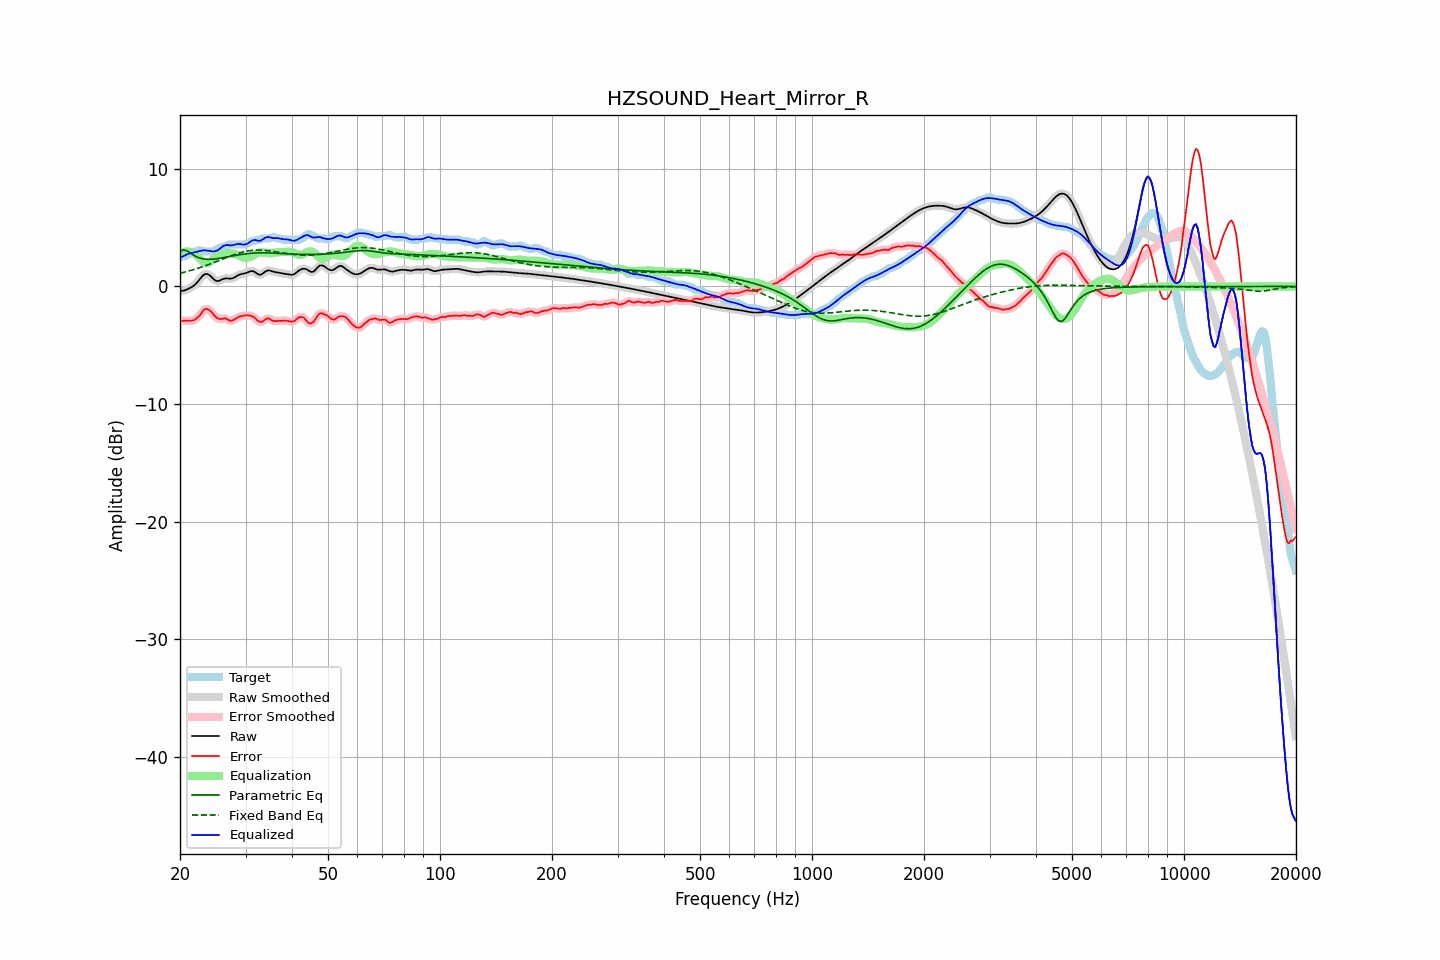 HZSOUND_Heart_Mirror_R
Amplitude (dBr)
10
0
−10
−20
−30
−40
Target
Raw Smoothed
Error Smoothed
Raw
Error
Equalization
Parametric Eq
Fixed Band Eq
Equalized
20 50 100 200 500 1000 2000 5000 10000 20000
Frequency (Hz)